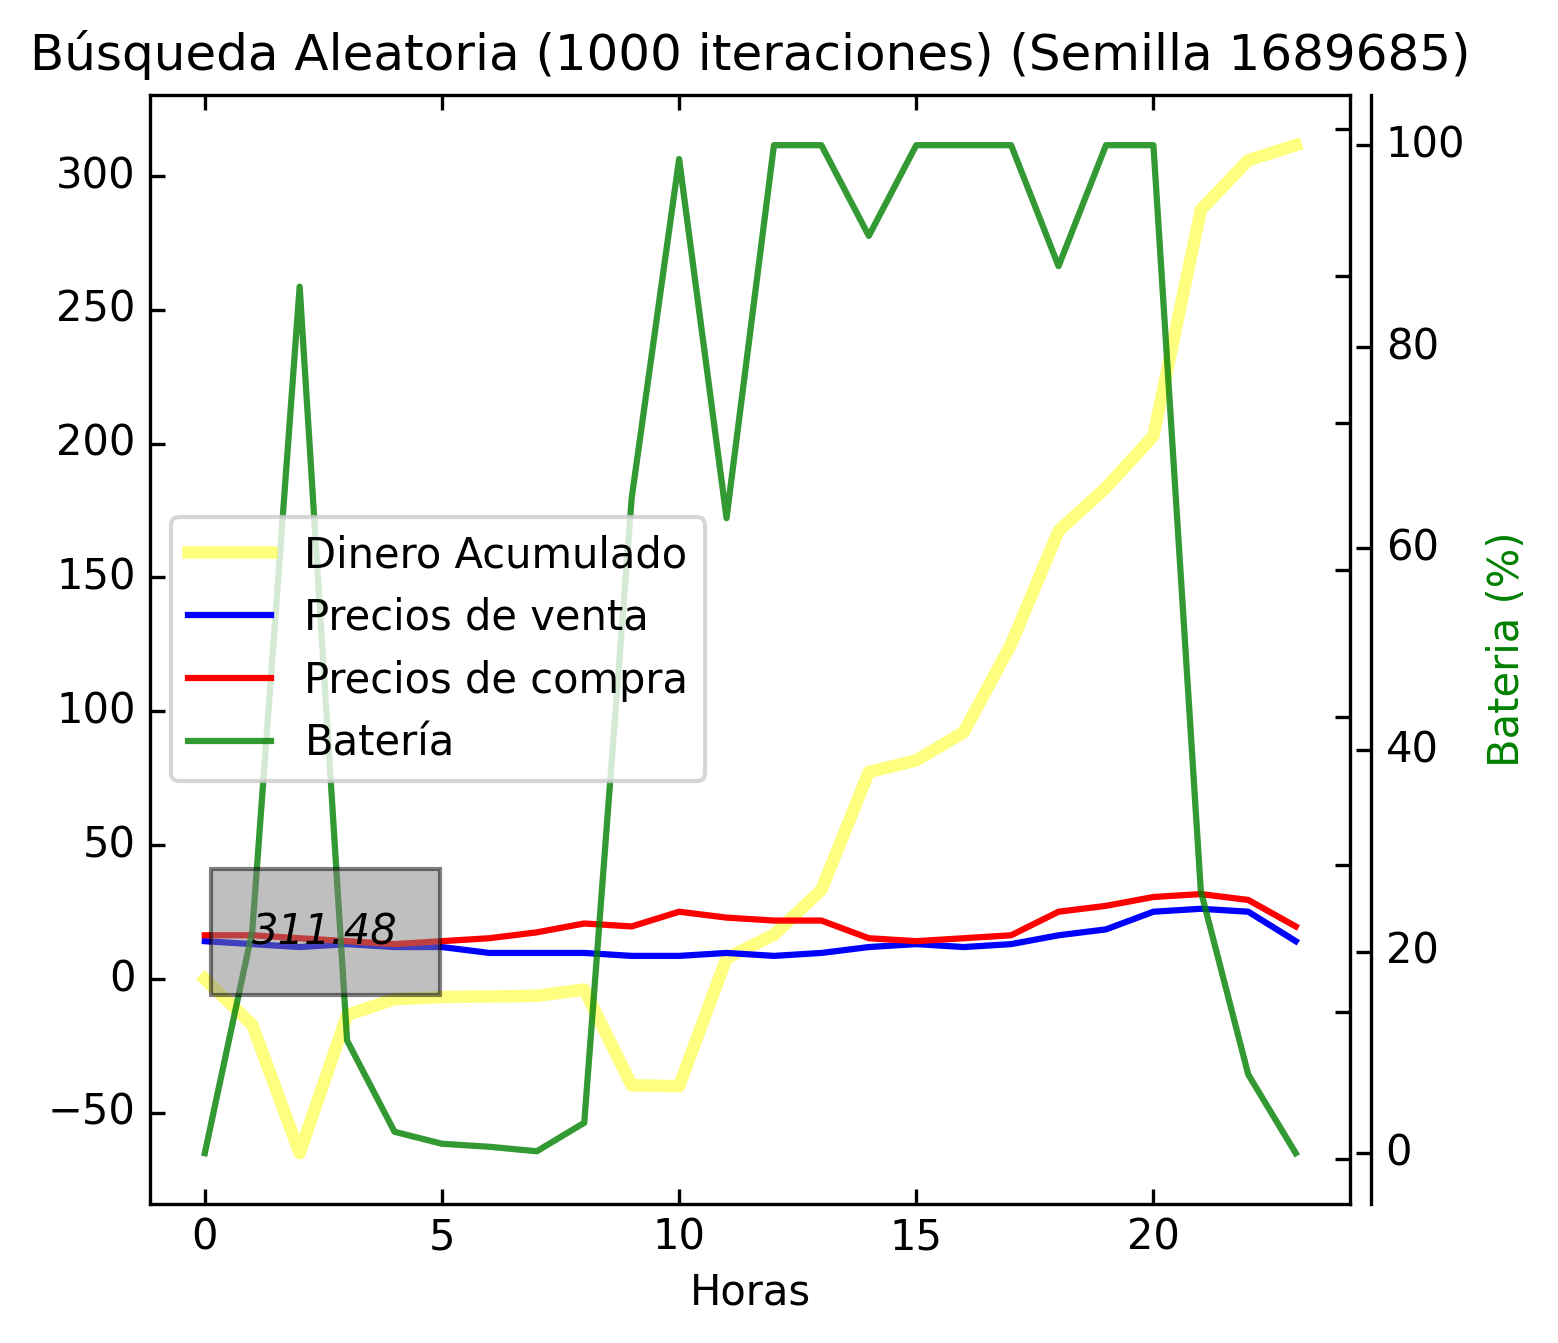 Búsqueda Aleatoria (1000 iteraciones) (Semilla 1689685)
300
250
200
150
100
50
0
−50
Dinero Acumulado
Precios de venta
Precios de compra
Batería
311.48
100
80
60
40
20
0
Bateria (%)
0 5 10 15 20
Horas